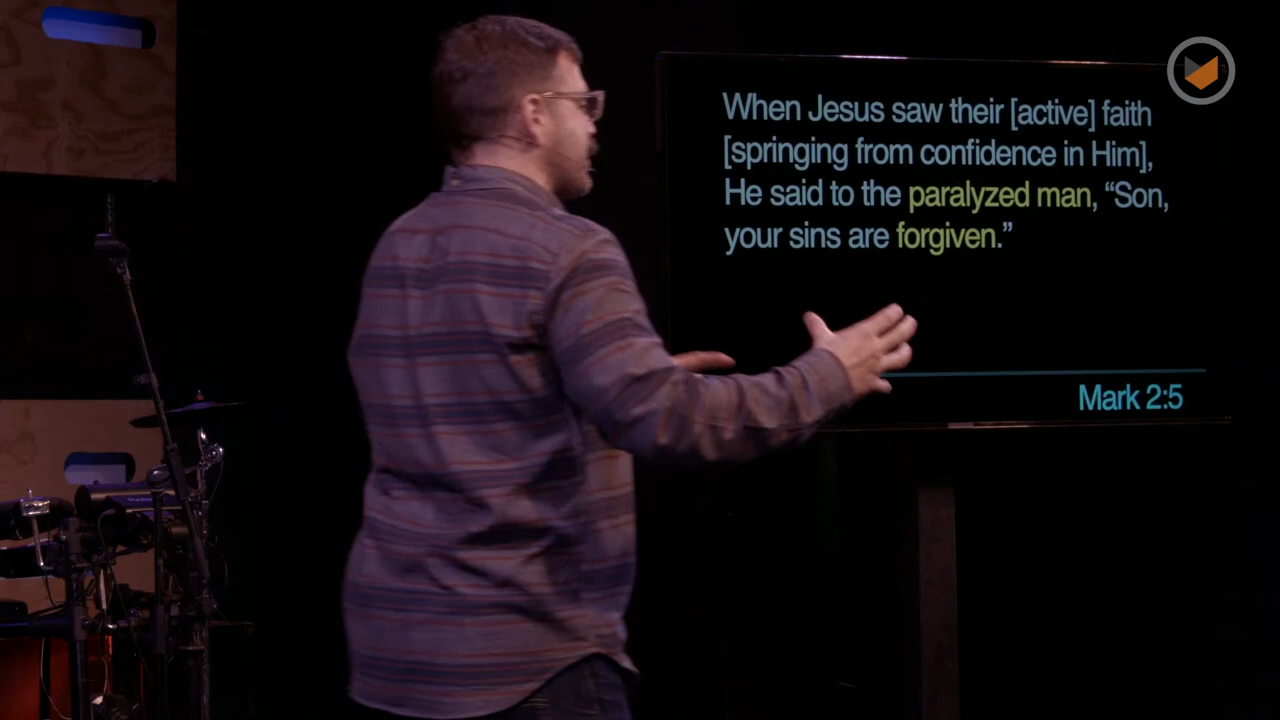 When Jesus saw their [active] faith
[springing from confidence in Him],
He said to the paralyzed man, “Son,
your sins are forgiven.”
Mark 2:5